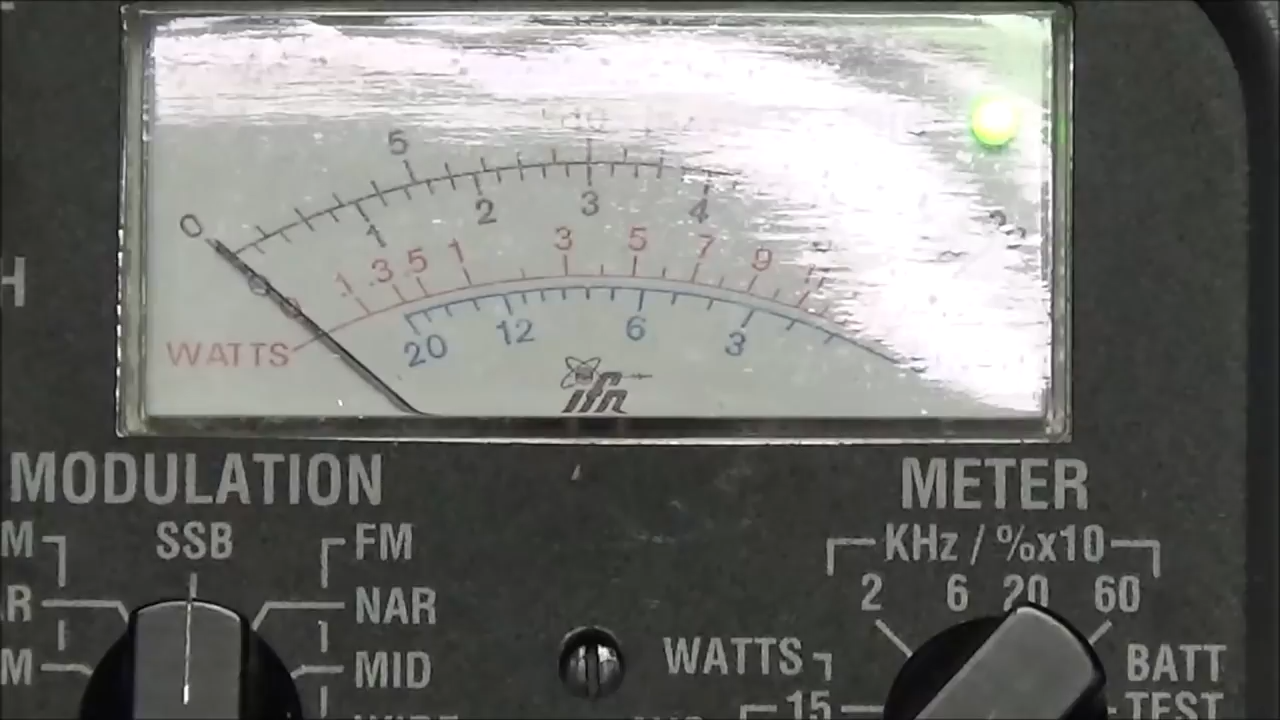 5
0 1 2 3 4
.1 .3 .5 1 3 5 7 9
WATTS
20 12 6 3
ifr
H
MODULATION METER
M SSB FM KHz / %x10
2 6 20 60
R NAR
M MID WATTS BATT
15 TEST